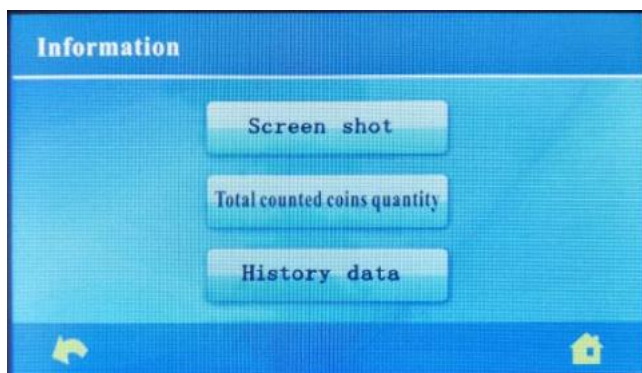 Information
Screen shot
Total counted coins quantity
History data